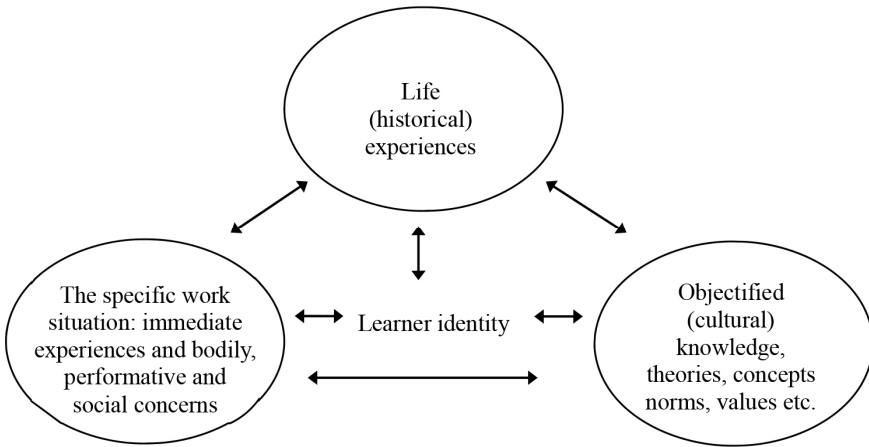 Life
(historical)
experiences
The specific work
situation: immediate
experiences and bodily,
performative and
social concerns
Learner identity
Objectified
(cultural)
knowledge,
theories, concepts
norms, values etc.